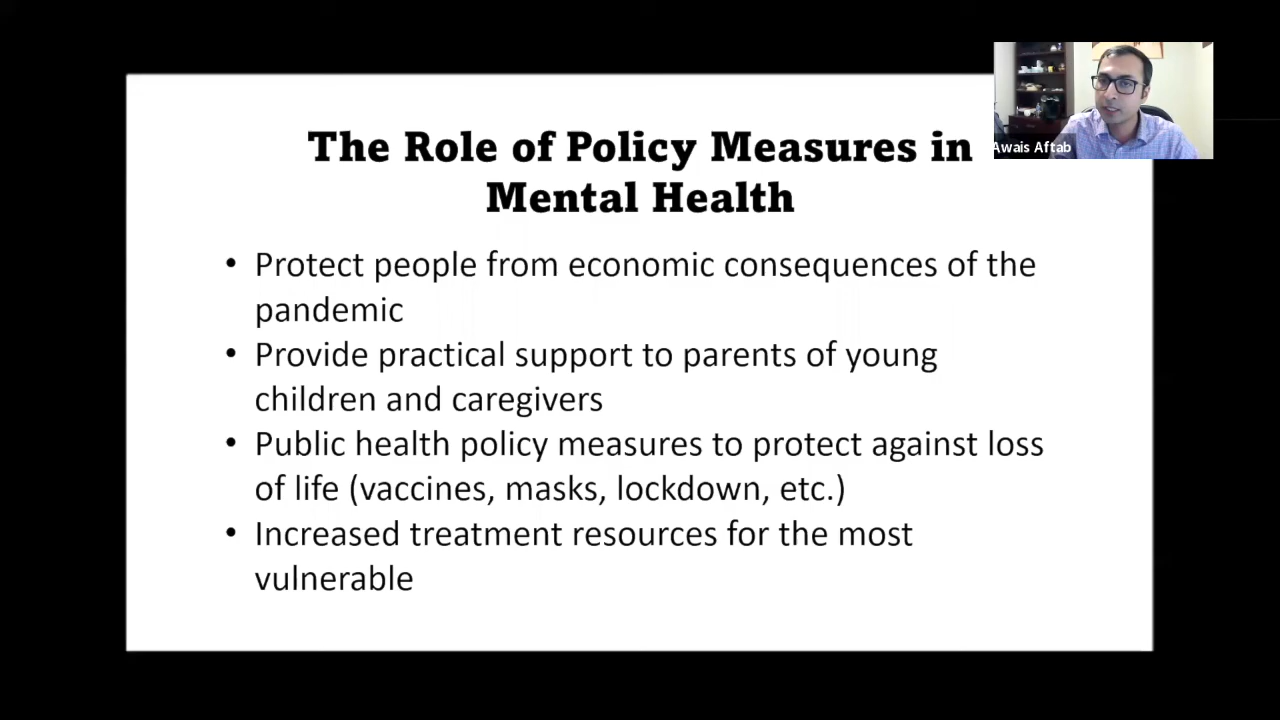 The Role of Policy Measures in
Mental Health
Awais Aftab
• Protect people from economic consequences of the
pandemic
• Provide practical support to parents of young
children and caregivers
• Public health policy measures to protect against loss
of life (vaccines, masks, lockdown, etc.)
• Increased treatment resources for the most
vulnerable